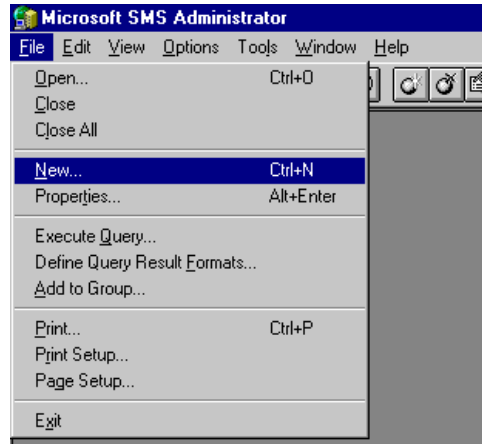 Microsoft SMS Administrator
File Edit View Options Tools Window Help
Open... Ctrl+O
Close
Close All
New... Ctrl+N
Properties... Alt+Enter
Execute Query...
Define Query Result Formats...
Add to Group...
Print... Ctrl+P
Print Setup...
Page Setup...
Exit